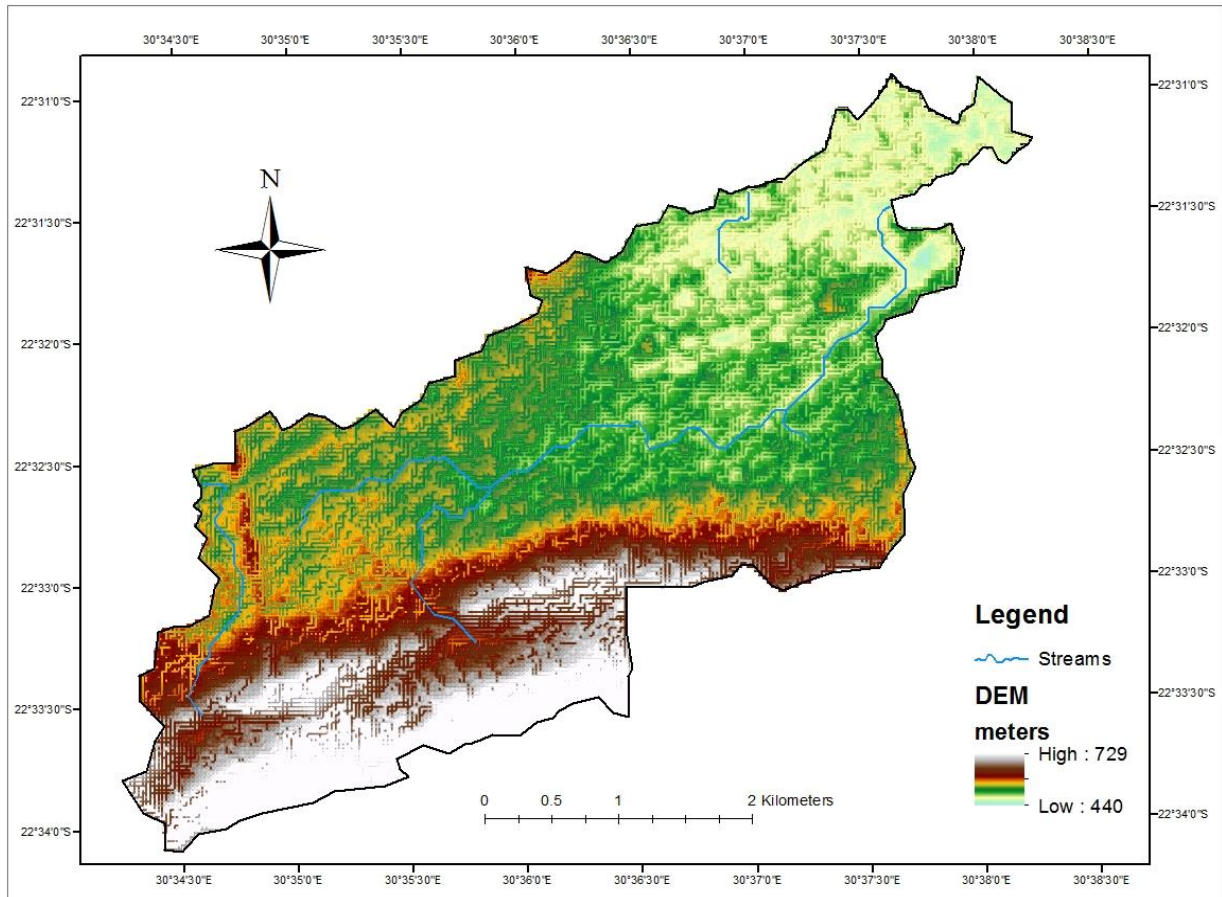 30°34'30"E 30°35'0"E 30°35'30"E 30°36'0"E 30°36'30"E 30°37'0"E 30°37'30"E 30°38'0"E 30°38'30"E
22°31'0"S 22°31'0"S
N
22°31'30"S 22°31'30"S
22°32'0"S 22°32'0"S
22°32'30"S 22°32'30"S
22°33'0"S 22°33'0"S
Legend
Streams
22°33'30"S 22°33'30"S
DEM
meters
High : 729
Low : 440
0 0.5 1 2 Kilometers
22°34'0"S 22°34'0"S
30°34'30"E 30°35'0"E 30°35'30"E 30°36'0"E 30°36'30"E 30°37'0"E 30°37'30"E 30°38'0"E 30°38'30"E